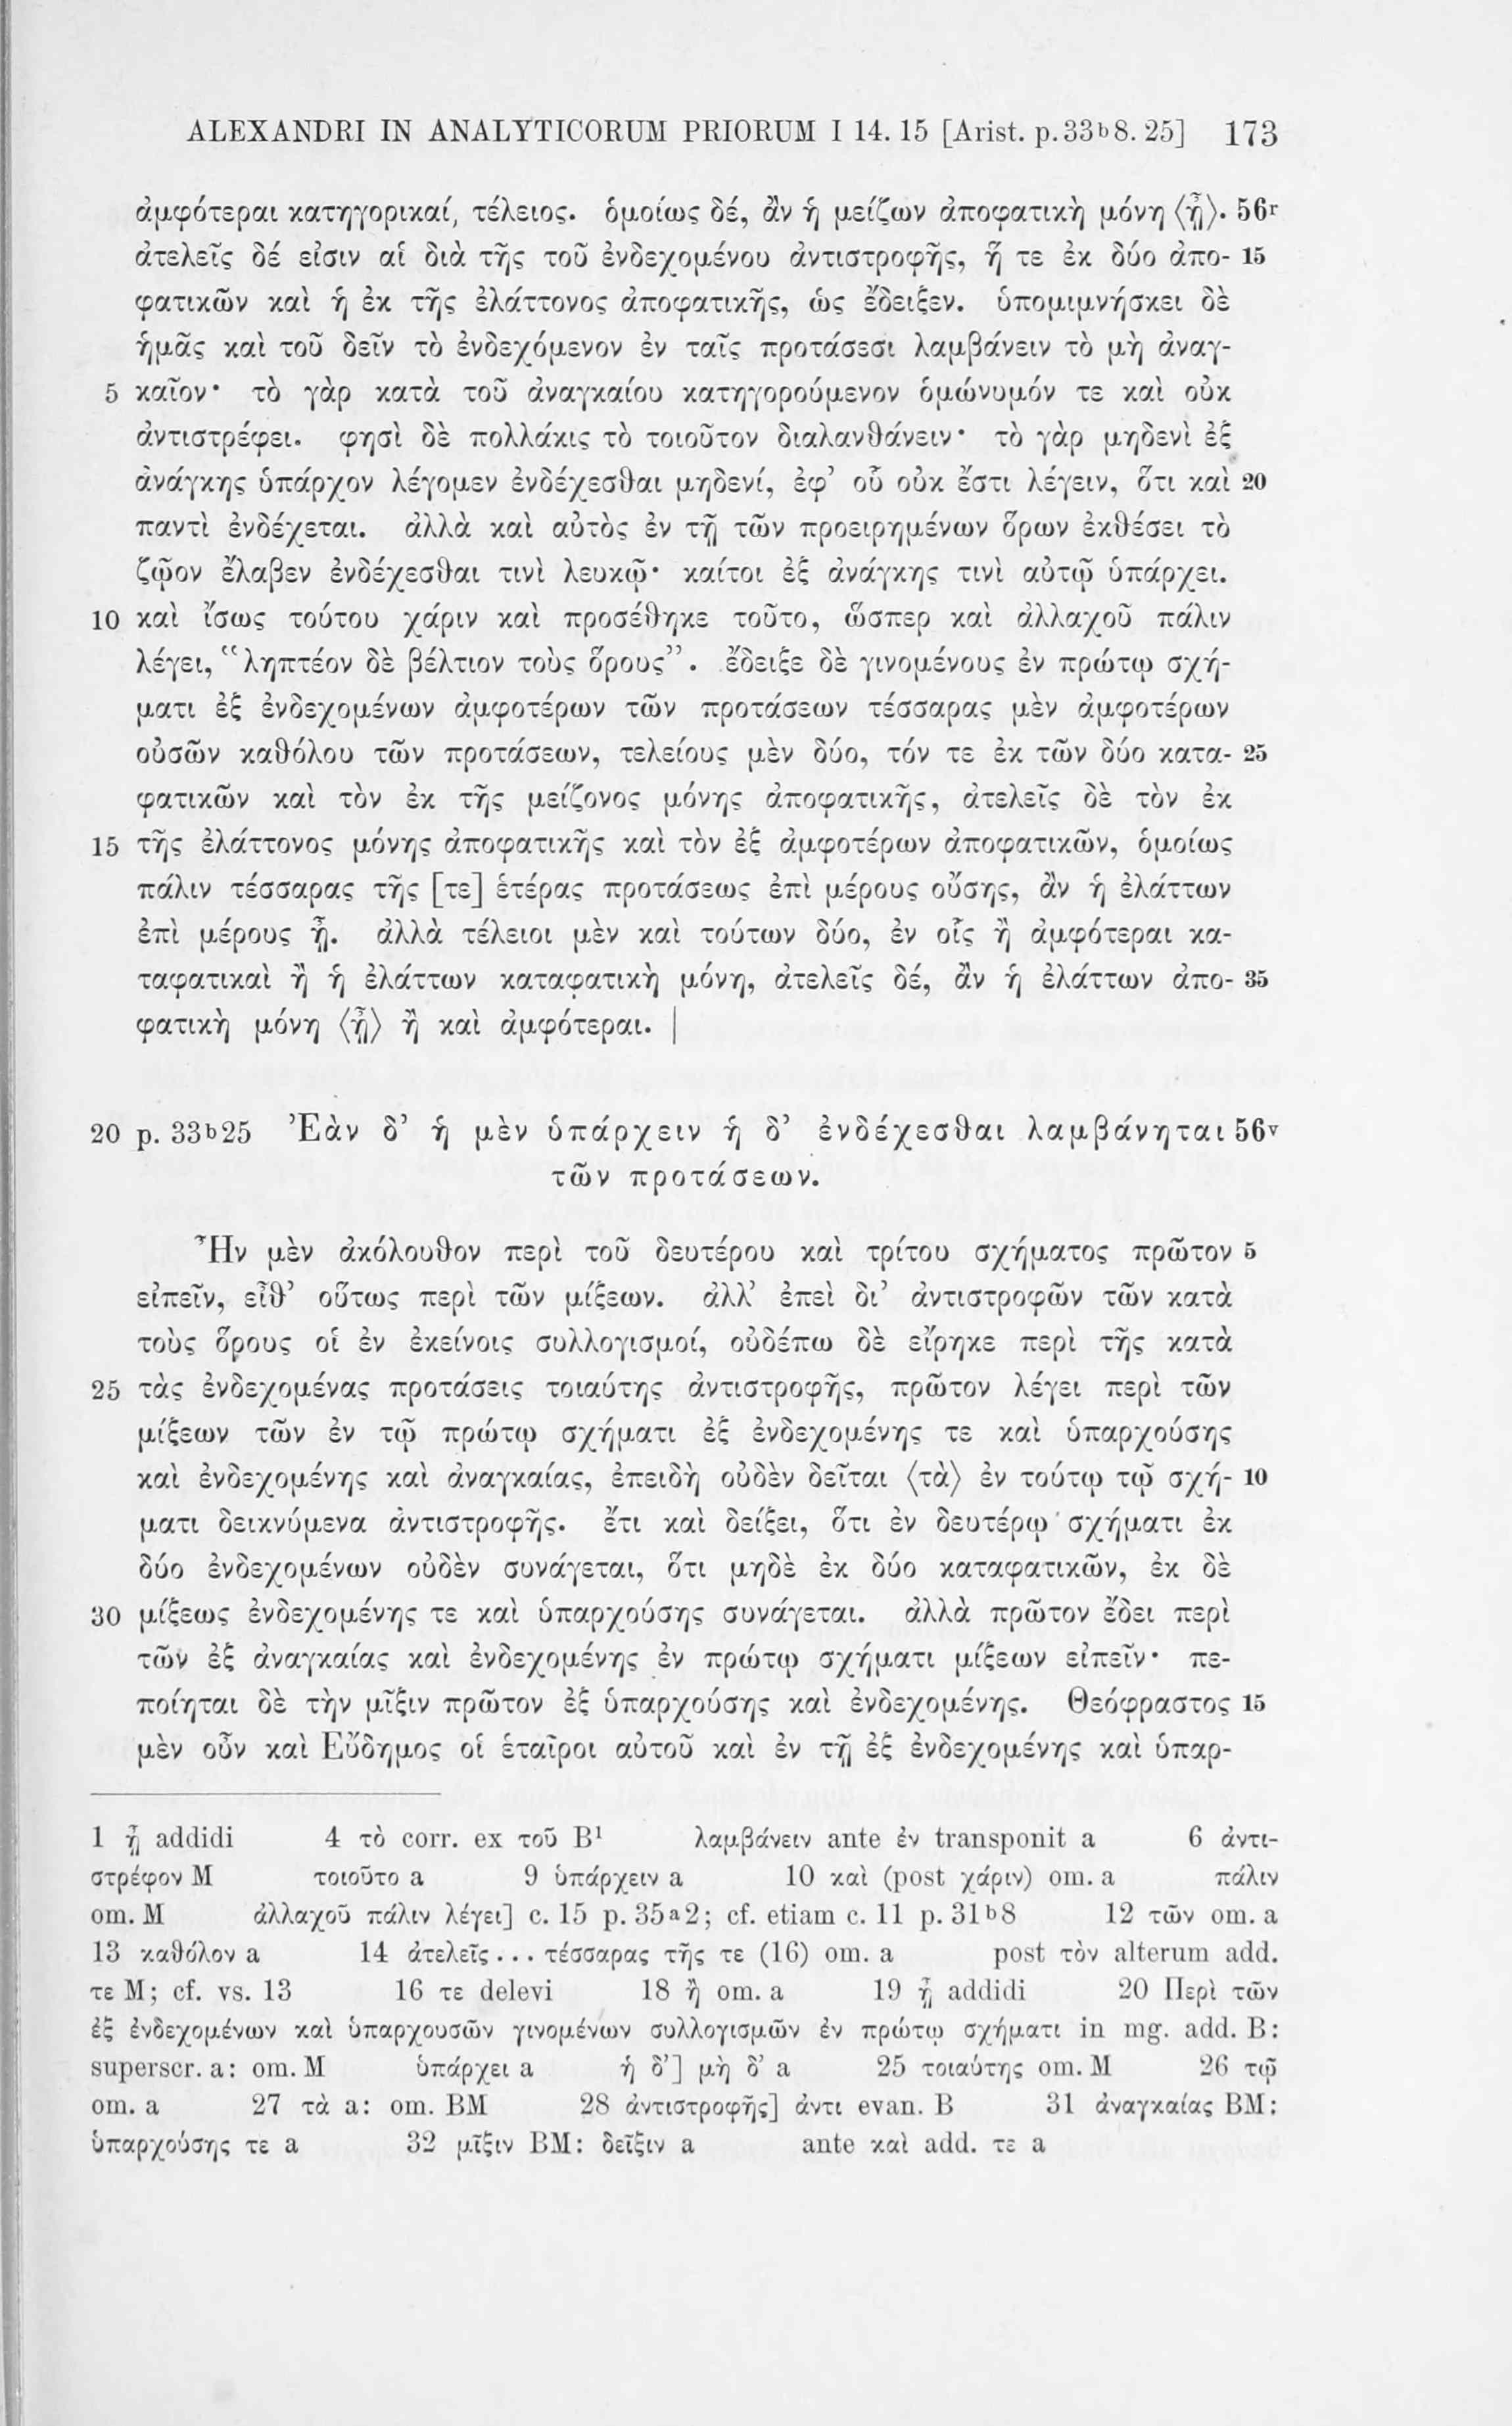 ALEXANDRI IN ANALYTICORUM PRIORUM I 14. 15 [Arist. p. 33ᵇ8. 25] 173
ἀμφότεραι κατηγορικαί, τέλειος. ὁμοίως δέ, ἂν ἡ μείζων ἀποφατικὴ μόνη ⟨ᾖ⟩. 56ʳ
ἀτελεῖς δέ εἰσιν αἱ διὰ τῆς τοῦ ἐνδεχομένου ἀντιστροφῆς, ἥ τε ἐκ δύο ἀπο- 15
φατικῶν καὶ ἡ ἐκ τῆς ἐλάττονος ἀποφατικῆς, ὡς ἔδειξεν. ὑπομιμνήσκει δὲ
ἡμᾶς καὶ τοῦ δεῖν τὸ ἐνδεχόμενον ἐν ταῖς προτάσεσι λαμβάνειν τὸ μὴ ἀναγ-
5 καῖον· τὸ γὰρ κατὰ τοῦ ἀναγκαίου κατηγορούμενον ὁμώνυμόν τε καὶ οὐκ
ἀντιστρέφει. φησὶ δὲ πολλάκις τὸ τοιοῦτον διαλανθάνειν· τὸ γὰρ μηδενὶ ἐξ
ἀνάγκης ὑπάρχον λέγομεν ἐνδέχεσθαι μηδενί, ἐφ’ οὗ οὐκ ἔστι λέγειν, ὅτι καὶ 20
παντὶ ἐνδέχεται. ἀλλὰ καὶ αὐτὸς ἐν τῇ τῶν προειρημένων ὅρων ἐκθέσει τὸ
ζῷον ἔλαβεν ἐνδέχεσθαι τινὶ λευκῷ· καίτοι ἐξ ἀνάγκης τινὶ αὐτῷ ὑπάρχει.
10 καὶ ἴσως τούτου χάριν καὶ προσέθηκε τοῦτο, ὥσπερ καὶ ἀλλαχοῦ πάλιν
λέγει, “ληπτέον δὲ βέλτιον τοὺς ὅρους”. ἔδειξε δὲ γινομένους ἐν πρώτῳ σχή-
ματι ἐξ ἐνδεχομένων ἀμφοτέρων τῶν προτάσεων τέσσαρας μὲν ἀμφοτέρων
οὐσῶν καθόλου τῶν προτάσεων, τελείους μὲν δύο, τόν τε ἐκ τῶν δύο κατα- 25
φατικῶν καὶ τὸν ἐκ τῆς μείζονος μόνης ἀποφατικῆς, ἀτελεῖς δὲ τὸν ἐκ
15 τῆς ἐλάττονος μόνης ἀποφατικῆς καὶ τὸν ἐξ ἀμφοτέρων ἀποφατικῶν, ὁμοίως
πάλιν τέσσαρας τῆς [τε] ἑτέρας προτάσεως ἐπὶ μέρους οὔσης, ἂν ἡ ἐλάττων
ἐπὶ μέρους ᾖ. ἀλλὰ τέλειοι μὲν καὶ τούτων δύο, ἐν οἷς ἢ ἀμφότεραι κα-
ταφατικαὶ ἢ ἡ ἐλάττων καταφατικὴ μόνη, ἀτελεῖς δέ, ἂν ἡ ἐλάττων ἀπο- 35
φατικὴ μόνη ⟨ᾖ⟩ ἢ καὶ ἀμφότεραι. |
20 p. 33ᵇ25 Ἐὰν δ’ ἡ μὲν ὑπάρχειν ἡ δ’ ἐνδέχεσθαι λαμβάνηται 56ᵛ
τῶν προτάσεων.
Ἦν μὲν ἀκόλουθον περὶ τοῦ δευτέρου καὶ τρίτου σχήματος πρῶτον 5
εἰπεῖν, εἶθ’ οὕτως περὶ τῶν μίξεων. ἀλλ’ ἐπεὶ δι’ ἀντιστροφῶν τῶν κατὰ
τοὺς ὅρους οἱ ἐν ἐκείνοις συλλογισμοί, οὐδέπω δὲ εἴρηκε περὶ τῆς κατὰ
25 τὰς ἐνδεχομένας προτάσεις τοιαύτης ἀντιστροφῆς, πρῶτον λέγει περὶ τῶν
μίξεων τῶν ἐν τῷ πρώτῳ σχήματι ἐξ ἐνδεχομένης τε καὶ ὑπαρχούσης
καὶ ἐνδεχομένης καὶ ἀναγκαίας, ἐπειδὴ οὐδὲν δεῖται ⟨τὰ⟩ ἐν τούτῳ τῷ σχή- 10
ματι δεικνύμενα ἀντιστροφῆς. ἔτι καὶ δείξει, ὅτι ἐν δευτέρῳ σχήματι ἐκ
δύο ἐνδεχομένων οὐδὲν συνάγεται, ὅτι μηδὲ ἐκ δύο καταφατικῶν, ἐκ δὲ
30 μίξεως ἐνδεχομένης τε καὶ ὑπαρχούσης συνάγεται. ἀλλὰ πρῶτον ἔδει περὶ
τῶν ἐξ ἀναγκαίας καὶ ἐνδεχομένης ἐν πρώτῳ σχήματι μίξεων εἰπεῖν· πε-
ποίηται δὲ τὴν μῖξιν πρῶτον ἐξ ὑπαρχούσης καὶ ἐνδεχομένης. Θεόφραστος 15
μὲν οὖν καὶ Εὔδημος οἱ ἑταῖροι αὐτοῦ καὶ ἐν τῇ ἐξ ἐνδεχομένης καὶ ὑπαρ-
1 ᾖ addidi 4 τὸ corr. ex τοῦ B¹ λαμβάνειν ante ἐν transponit a 6 ἀντι-
στρέφον M τοιοῦτο a 9 ὑπάρχειν a 10 καὶ (post χάριν) om. a πάλιν
om. M ἀλλαχοῦ πάλιν λέγει] c. 15 p. 35ᵃ2; cf. etiam c. 11 p. 31ᵇ8 12 τῶν om. a
13 καθόλον a 14 ἀτελεῖς ... τέσσαρας τῆς τε (16) om. a post τὸν alterum add.
τε M; cf. vs. 13 16 τε delevi 18 ἢ om. a 19 ᾖ addidi 20 Περὶ τῶν
ἐξ ἐνδεχομένων καὶ ὑπαρχουσῶν γινομένων συλλογισμῶν ἐν πρώτῳ σχήματι in mg. add. B:
superscr. a: om. M ὑπάρχει a ἡ δ’] μὴ δ’ a 25 τοιαύτης om. M 26 τῷ
om. a 27 τὰ a: om. BM 28 ἀντιστροφῆς] ἀντι evan. B 31 ἀναγκαίας BM:
ὑπαρχούσης τε a 32 μῖξιν BM: δεῖξιν a ante καὶ add. τε a